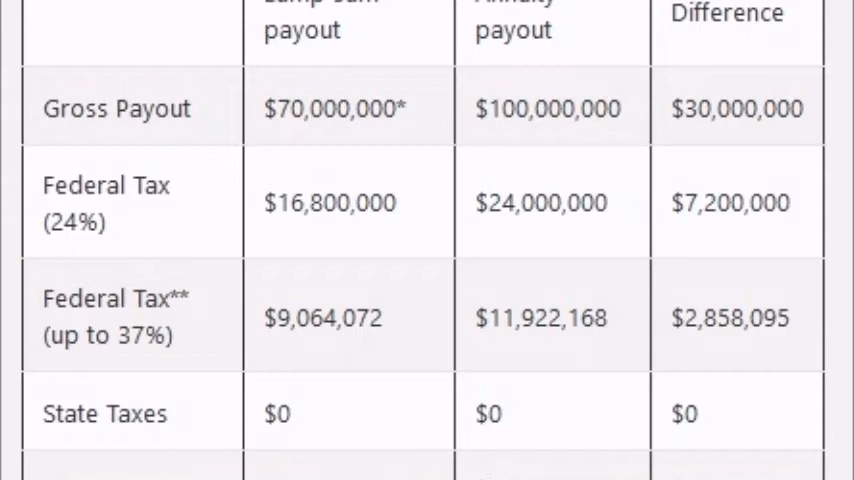 payout
payout
Difference
Gross Payout $70,000,000* $100,000,000 $30,000,000
Federal Tax
(24%) $16,800,000 $24,000,000 $7,200,000
Federal Tax**
(up to 37%) $9,064,072 $11,922,168 $2,858,095
State Taxes $0 $0 $0